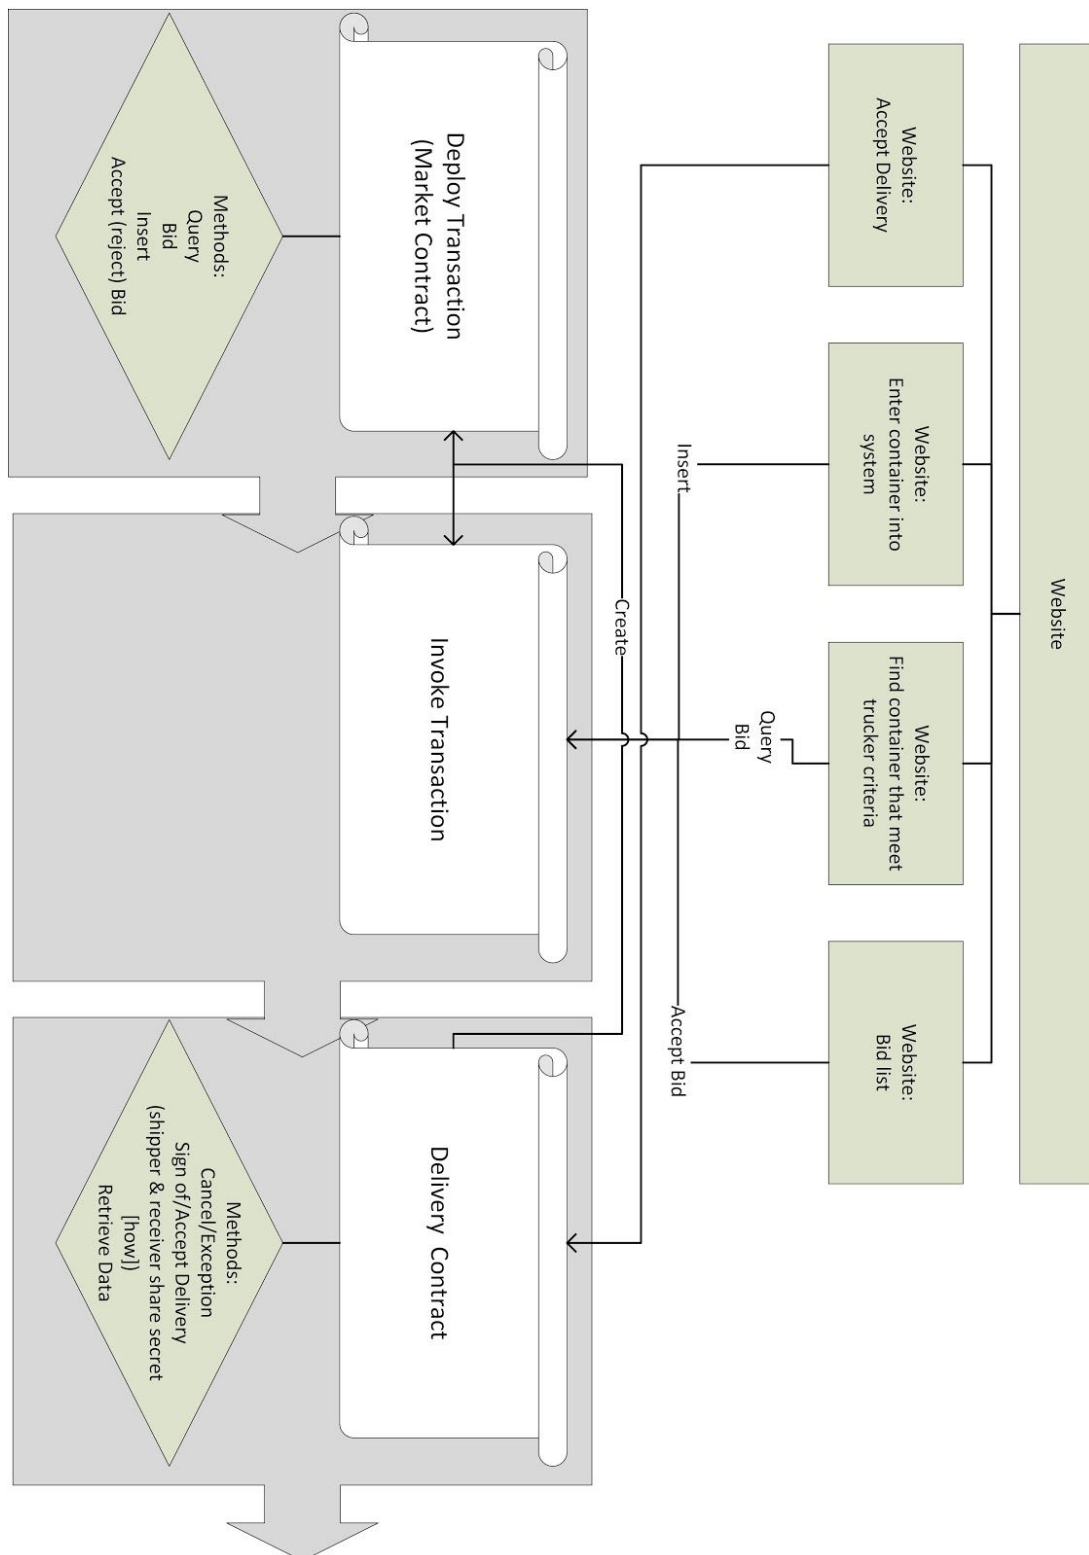 Website
Website:
Accept Delivery
Website:
Enter container into
system
Website:
Find container that meet
trucker criteria
Website:
Bid list
Insert
Query
Bid
Accept Bid
Create
Deploy Transaction
(Market Contract)
Invoke Transaction
Delivery Contract
Methods:
Query
Bid
Insert
Accept (reject) Bid
Methods:
Cancel/Exception
Sign of/Accept Delivery
(shipper & receiver share secret
[how])
Retrieve Data